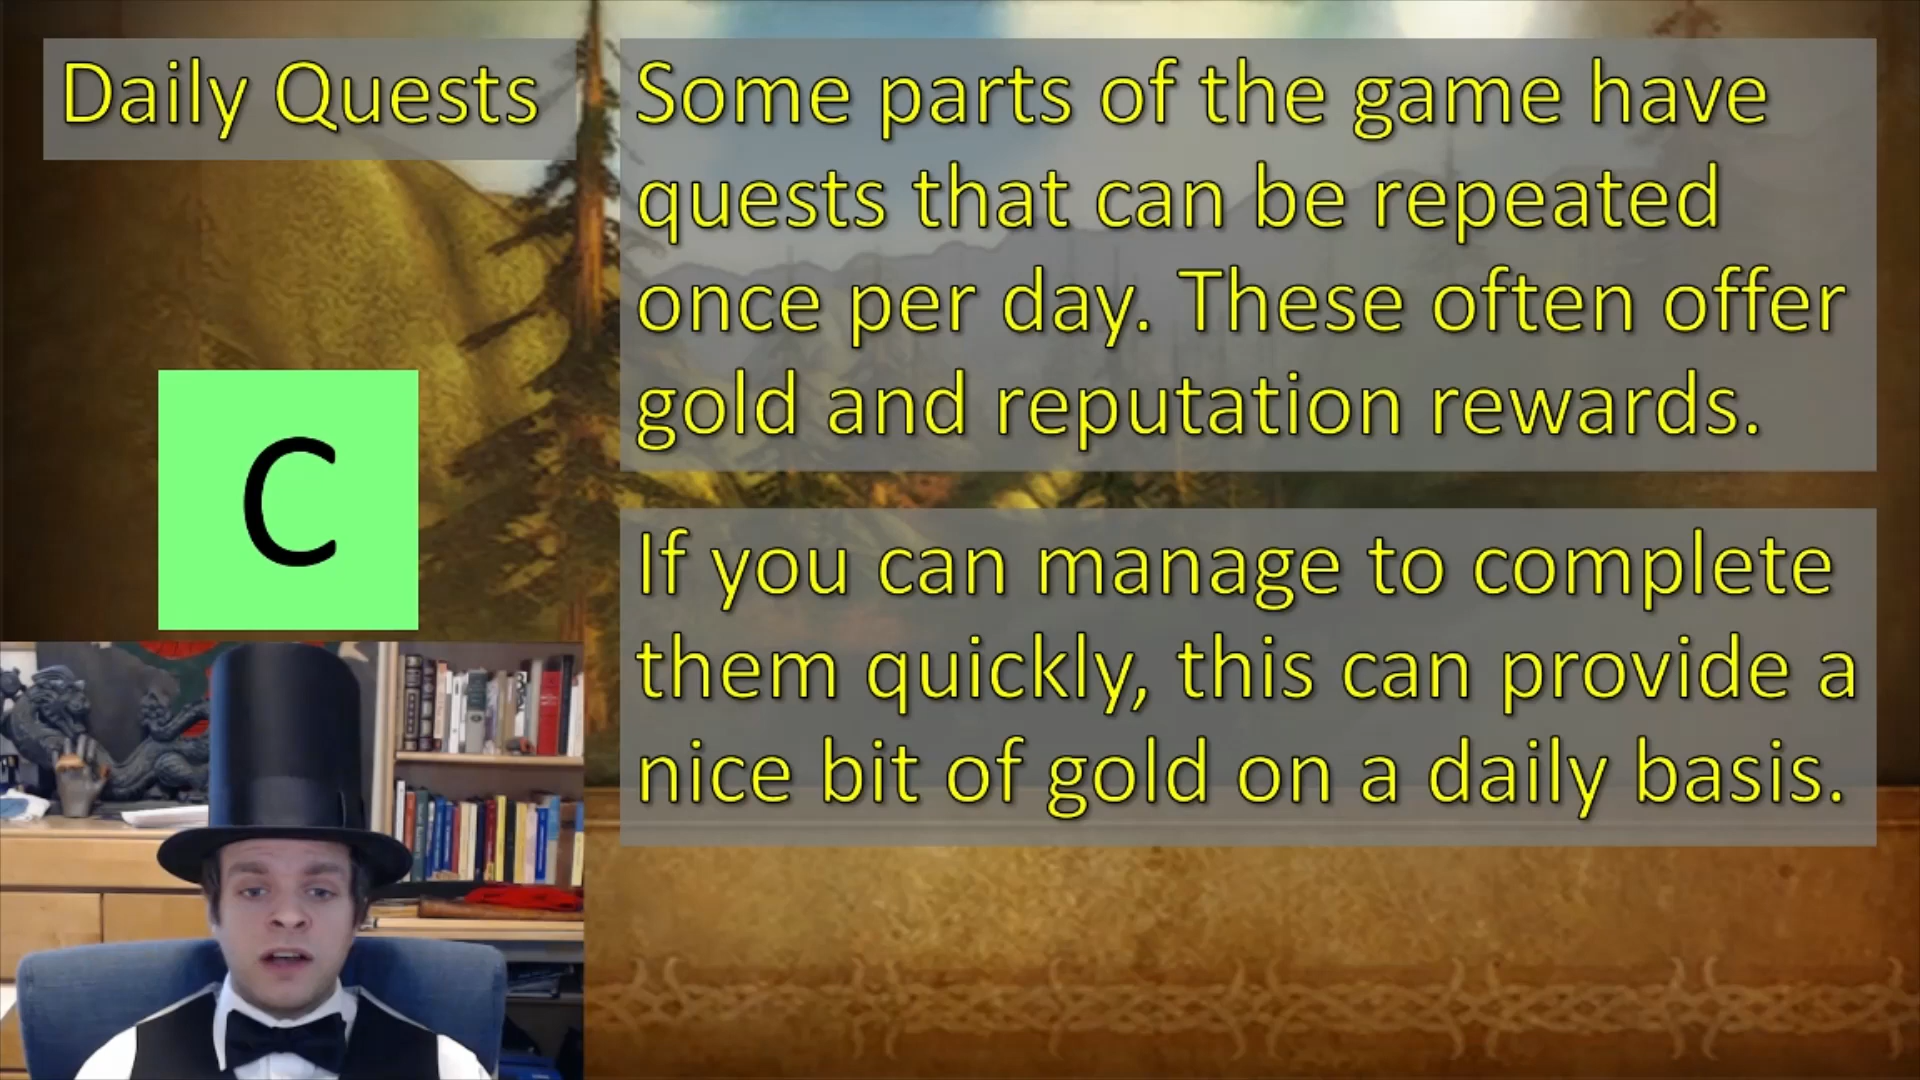 Daily Quests
Some parts of the game have
quests that can be repeated
once per day. These often offer
gold and reputation rewards.
C
If you can manage to complete
them quickly, this can provide a
nice bit of gold on a daily basis.